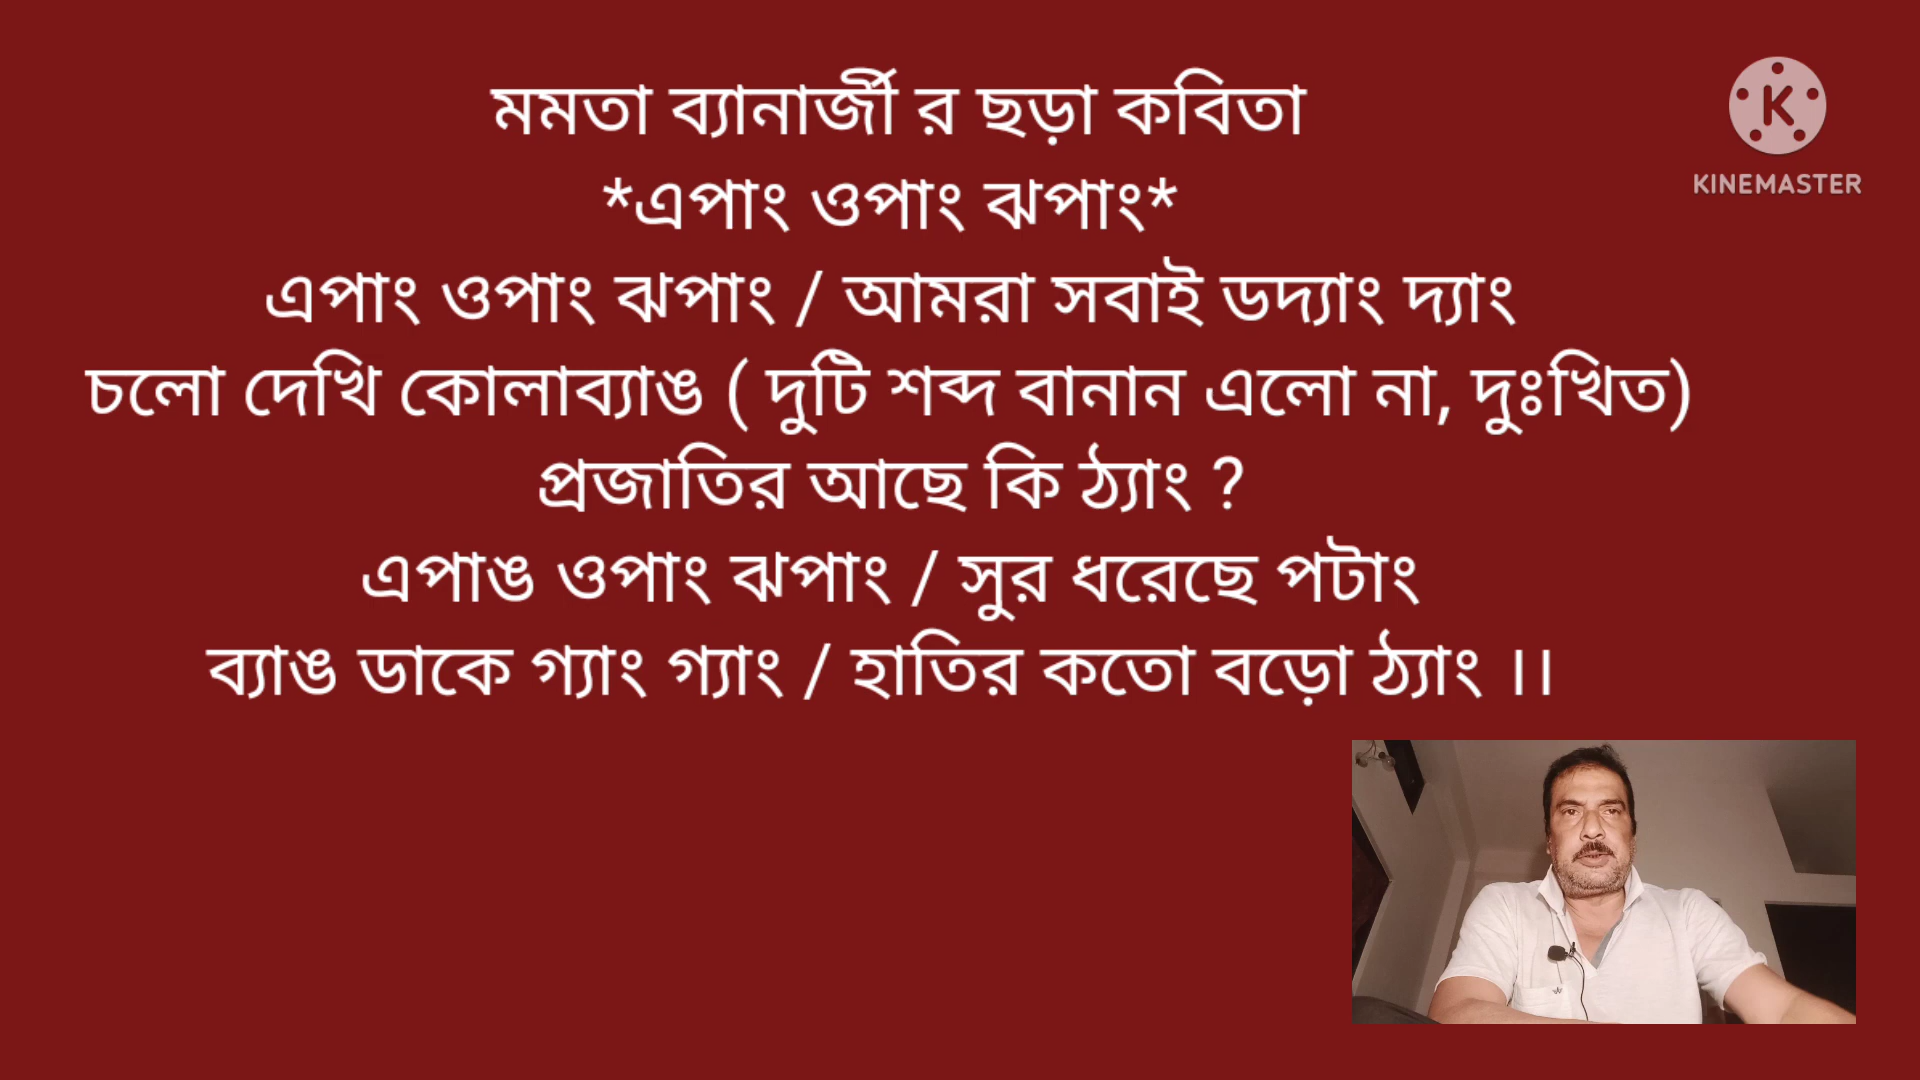 মমতা ব্যানার্জী র ছড়া কবিতা
*এপাং ওপাং ঝপাং*
এপাং ওপাং ঝপাং / আমরা সবাই ডদ্যাং দ্যাং
চলো দেখি কোলাব্যাঙ ( দুটি শব্দ বানান এলো না, দুঃখিত)
প্রজাতির আছে কি ঠ্যাং ?
এপাঙ ওপাং ঝপাং / সুর ধরেছে পটাং
ব্যাঙ ডাকে গ্যাং গ্যাং / হাতির কতো বড়ো ঠ্যাং ।।
K
KINEMASTER